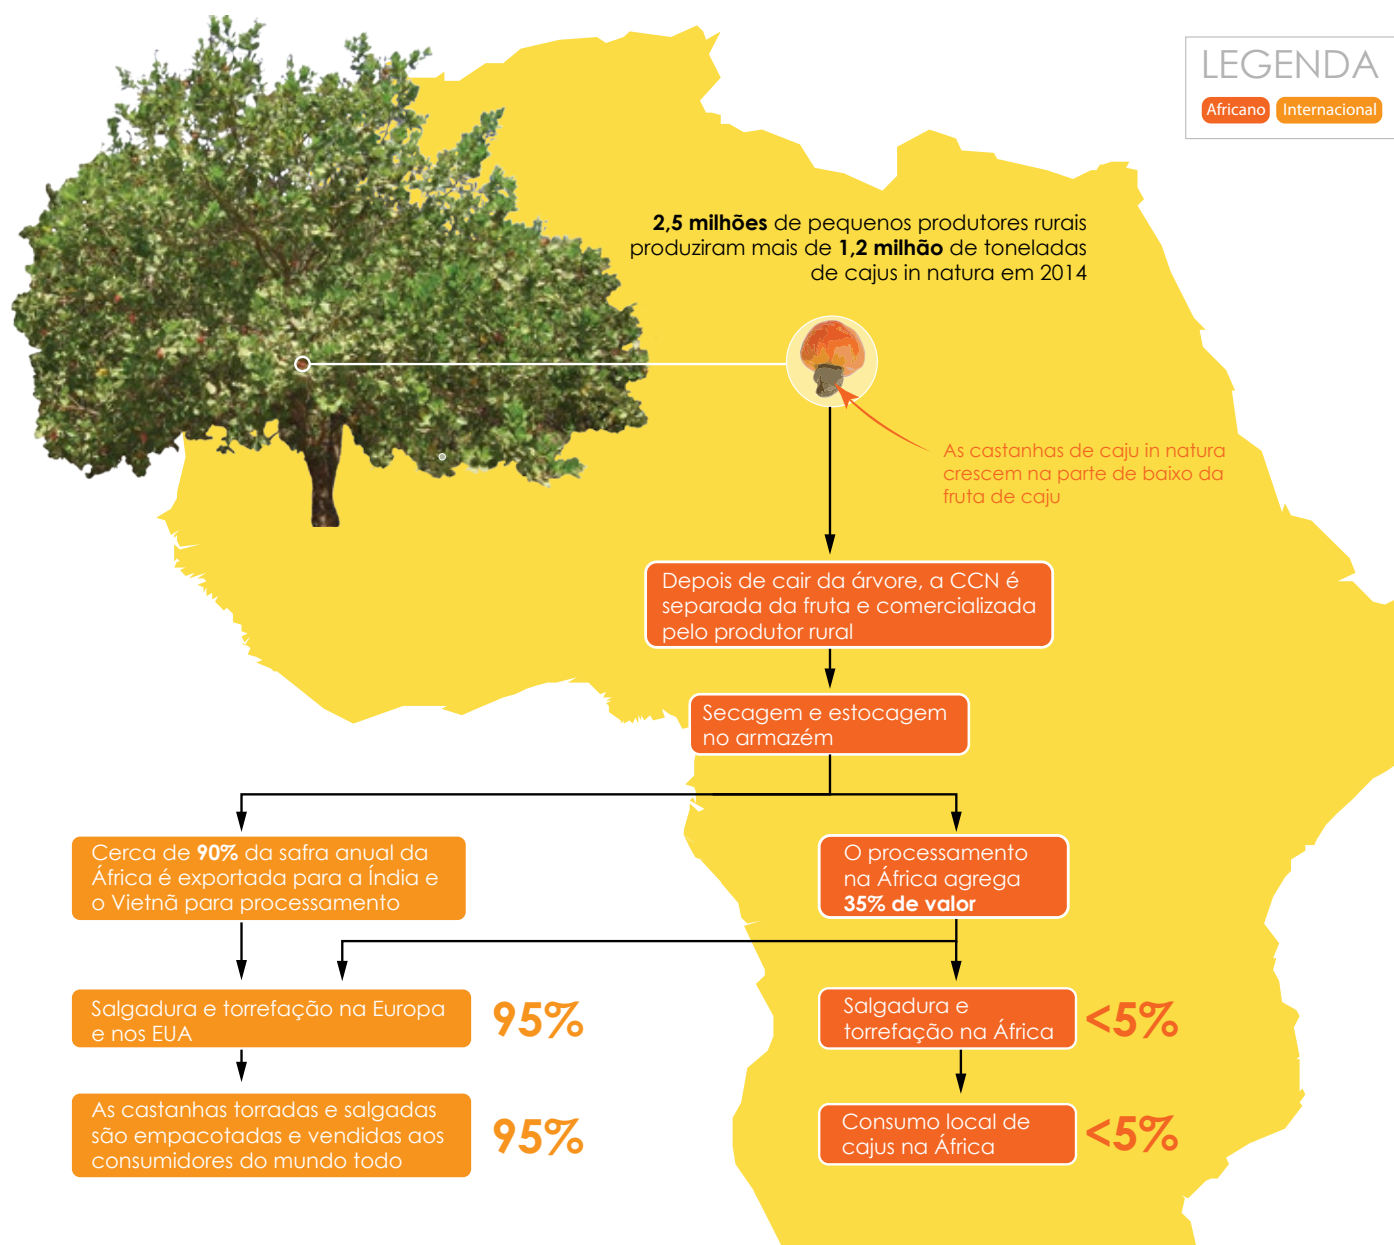 LEGENDA
Africano Internacional
2,5 milhões de pequenos produtores rurais
produziram mais de 1,2 milhão de toneladas
de cajus in natura em 2014
As castanhas de caju in natura
crescem na parte de baixo da
fruta de caju
Depois de cair da árvore, a CCN é
separada da fruta e comercializada
pelo produtor rural
Secagem e estocagem
no armazém
Cerca de 90% da safra anual da
África é exportada para a Índia e
o Vietnã para processamento
O processamento
na África agrega
35% de valor
Salgadura e torrefação na Europa
e nos EUA
95%
Salgadura e
torrefação na África
<5%
As castanhas torradas e salgadas
são empacotadas e vendidas aos
consumidores do mundo todo
95%
Consumo local de
cajus na África
<5%